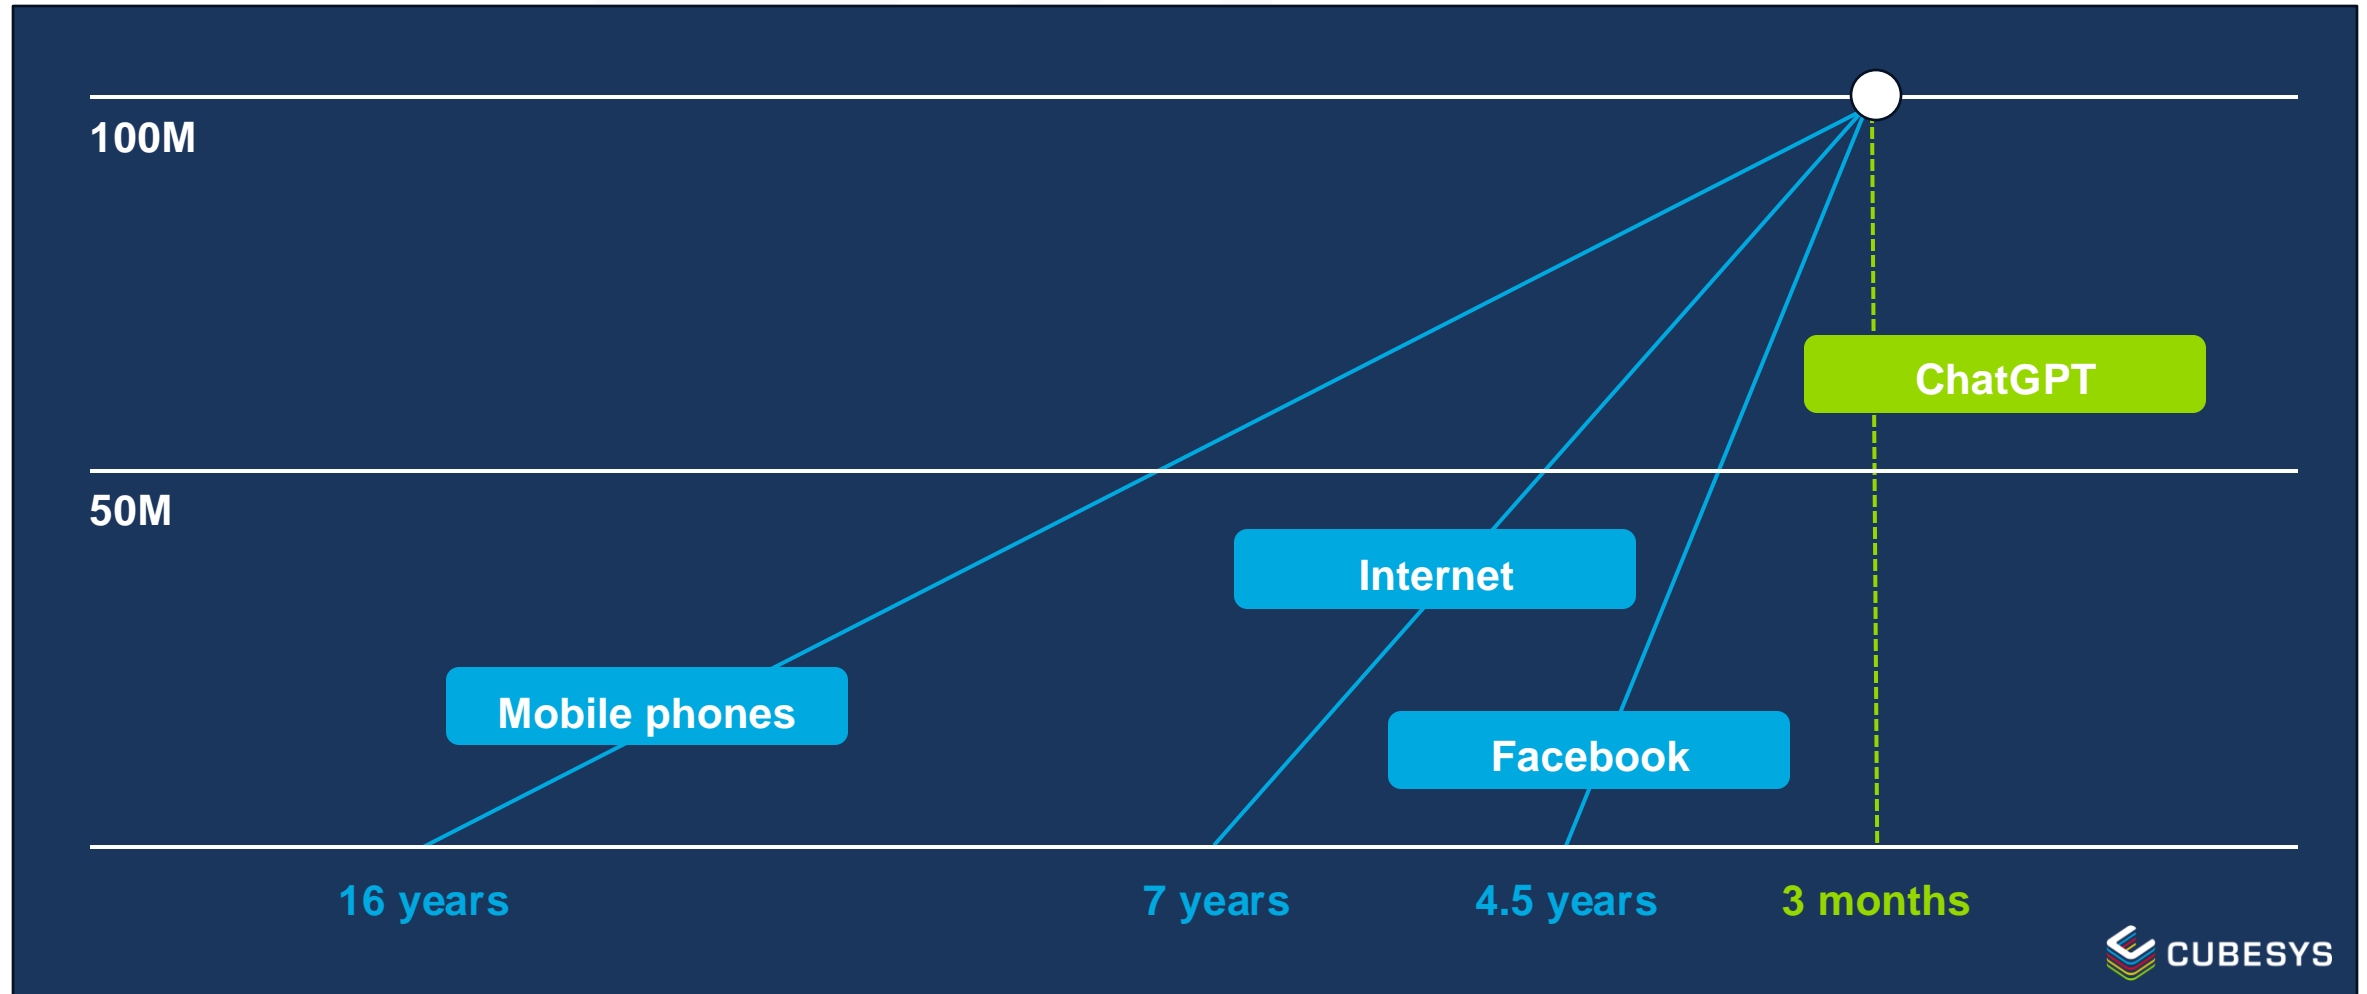 100M
ChatGPT
50M
Internet
Mobile phones
Facebook
16 years
7 years
4.5 years
3 months
CUBESYS